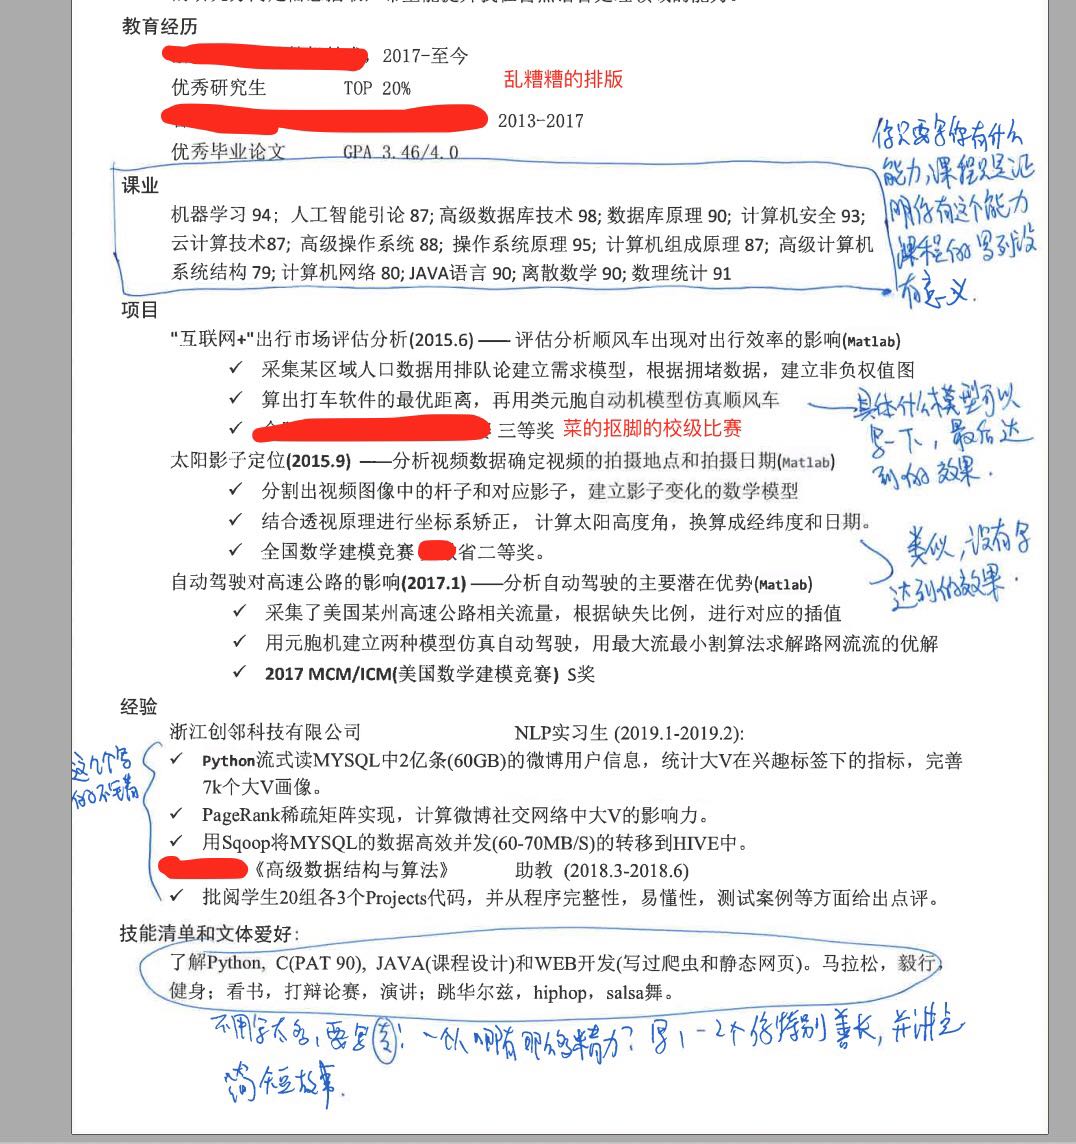 教育经历
，2017-至今
优秀研究生 TOP 20%
乱糟糟的排版
2013-2017
优秀毕业论文 GPA 3.46/4.0
课业
机器学习 94； 人工智能引论 87; 高级数据库技术 98; 数据库原理 90; 计算机安全 93;
云计算技术87; 高级操作系统 88; 操作系统原理 95; 计算机组成原理 87; 高级计算机
系统结构 79; 计算机网络 80; JAVA语言 90; 离散数学 90; 数理统计 91
你只要写你有什么
能力，课程只是证
明你有这个能力
课程的罗列没
有意义.
项目
"互联网+"出行市场评估分析(2015.6) —— 评估分析顺风车出现对出行效率的影响(Matlab)
✓ 采集某区域人口数据用排队论建立需求模型，根据拥堵数据，建立非负权值图
✓ 算出打车软件的最优距离，再用类元胞自动机模型仿真顺风车
✓ 三等奖 菜的抠脚的校级比赛
具体什么模型可以
写一下，最后达
到的效果.
太阳影子定位(2015.9) ——分析视频数据确定视频的拍摄地点和拍摄日期(Matlab)
✓ 分割出视频图像中的杆子和对应影子，建立影子变化的数学模型
✓ 结合透视原理进行坐标系矫正， 计算太阳高度角，换算成经纬度和日期。
✓ 全国数学建模竞赛 省二等奖。
类似，没有写
达到的效果.
自动驾驶对高速公路的影响(2017.1) ——分析自动驾驶的主要潜在优势(Matlab)
✓ 采集了美国某州高速公路相关流量，根据缺失比例，进行对应的插值
✓ 用元胞机建立两种模型仿真自动驾驶，用最大流最小割算法求解路网流流的优解
✓ 2017 MCM/ICM(美国数学建模竞赛) S奖
经验
浙江创邻科技有限公司 NLP实习生 (2019.1-2019.2):
✓ Python流式读MYSQL中2亿条(60GB)的微博用户信息，统计大V在兴趣标签下的指标，完善
7k个大V画像。
✓ PageRank稀疏矩阵实现，计算微博社交网络中大V的影响力。
✓ 用Sqoop将MYSQL的数据高效并发(60-70MB/S)的转移到HIVE中。
《高级数据结构与算法》 助教 (2018.3-2018.6)
✓ 批阅学生20组各3个Projects代码，并从程序完整性，易懂性，测试案例等方面给出点评。
这个写
的不错
技能清单和文体爱好：
了解Python, C(PAT 90), JAVA(课程设计)和WEB开发(写过爬虫和静态网页)。马拉松，毅行，
健身；看书，打辩论赛，演讲；跳华尔兹，hiphop，salsa舞。
不用写太多，要写真：一个人哪有那么多精力？写1-2个你特别善长，并讲点
简短故事.